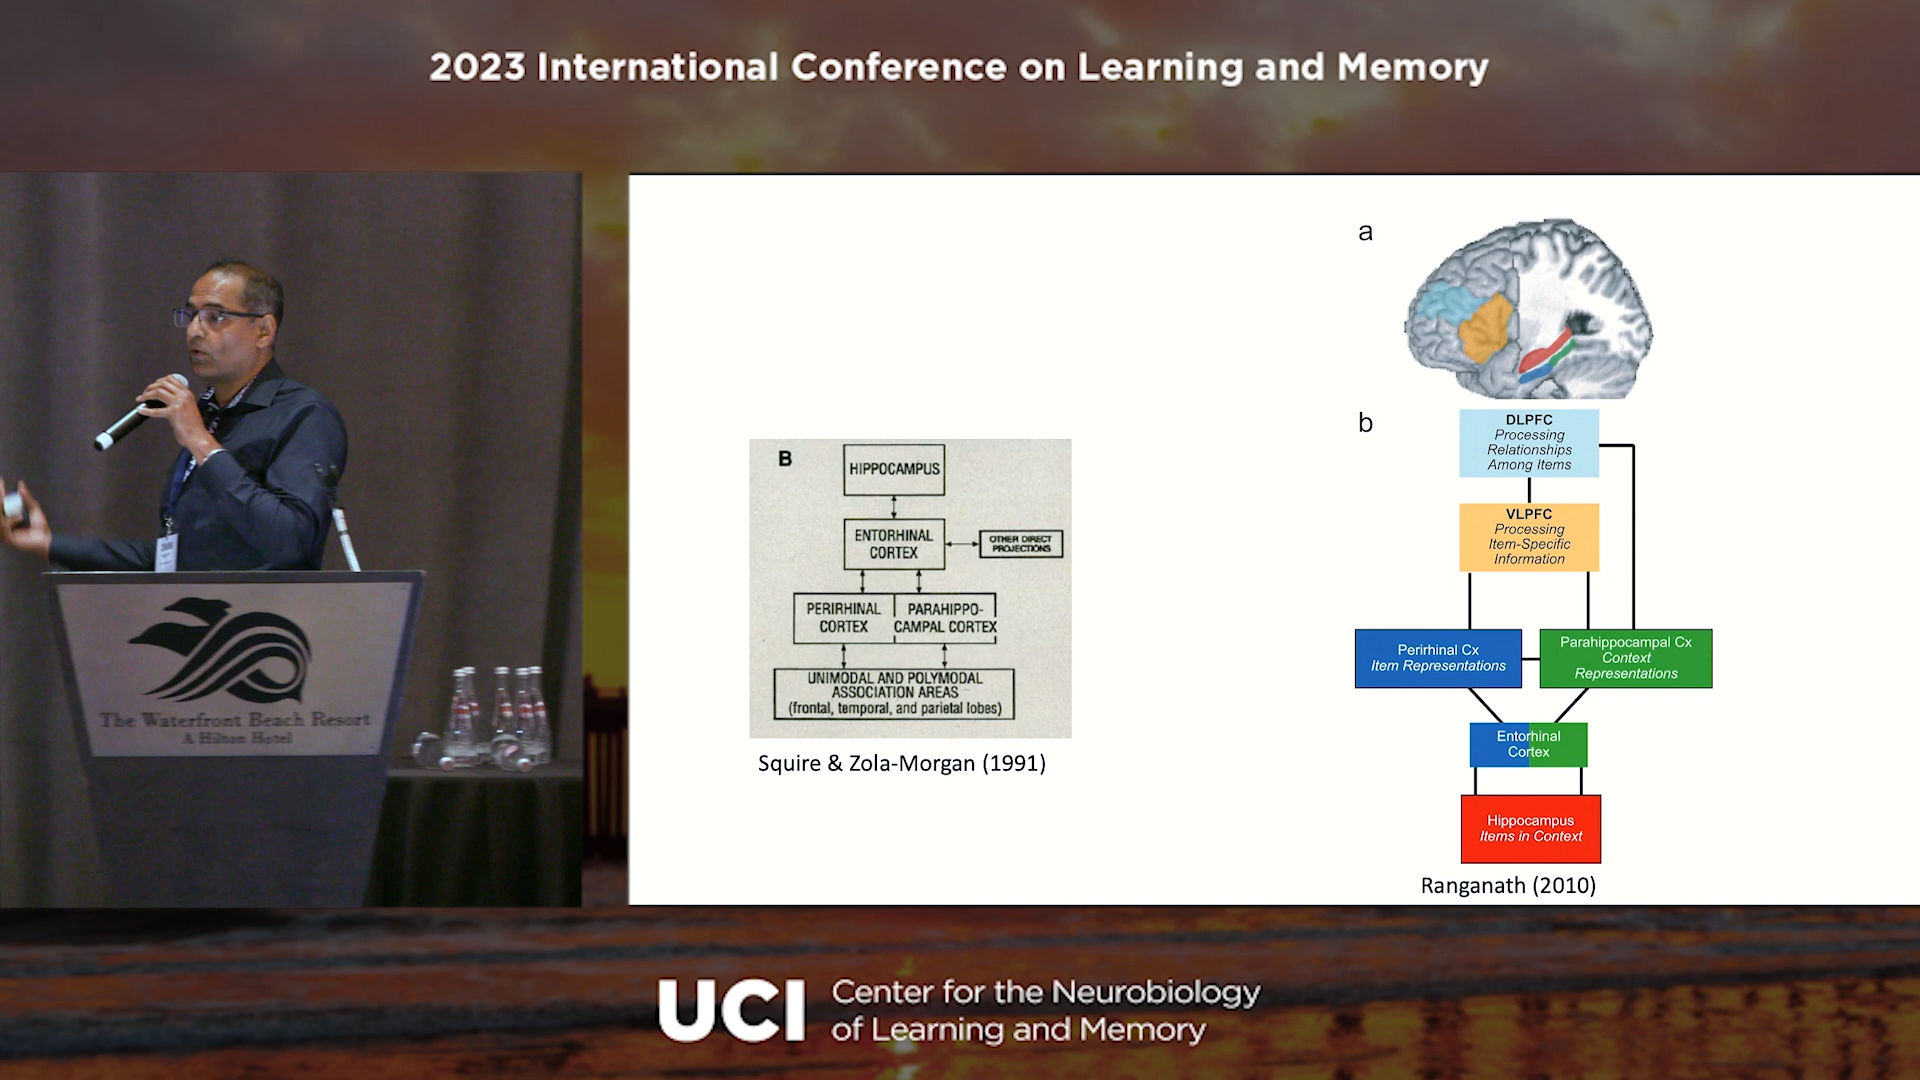 2023 International Conference on Learning and Memory
The Waterfront Beach Resort
A Hilton Hotel
B
HIPPOCAMPUS
ENTORHINAL
CORTEX
OTHER DIRECT
PROJECTIONS
PERIRHINAL
CORTEX
PARAHIPPO-
CAMPAL CORTEX
UNIMODAL AND POLYMODAL
ASSOCIATION AREAS
(frontal, temporal, and parietal lobes)
Squire & Zola-Morgan (1991)
a
b
DLPFC
Processing
Relationships
Among Items
VLPFC
Processing
Item-Specific
Information
Perirhinal Cx
Item Representations
Parahippocampal Cx
Context
Representations
Entorhinal
Cortex
Hippocampus
Items in Context
Ranganath (2010)
UCI
Center for the Neurobiology
of Learning and Memory